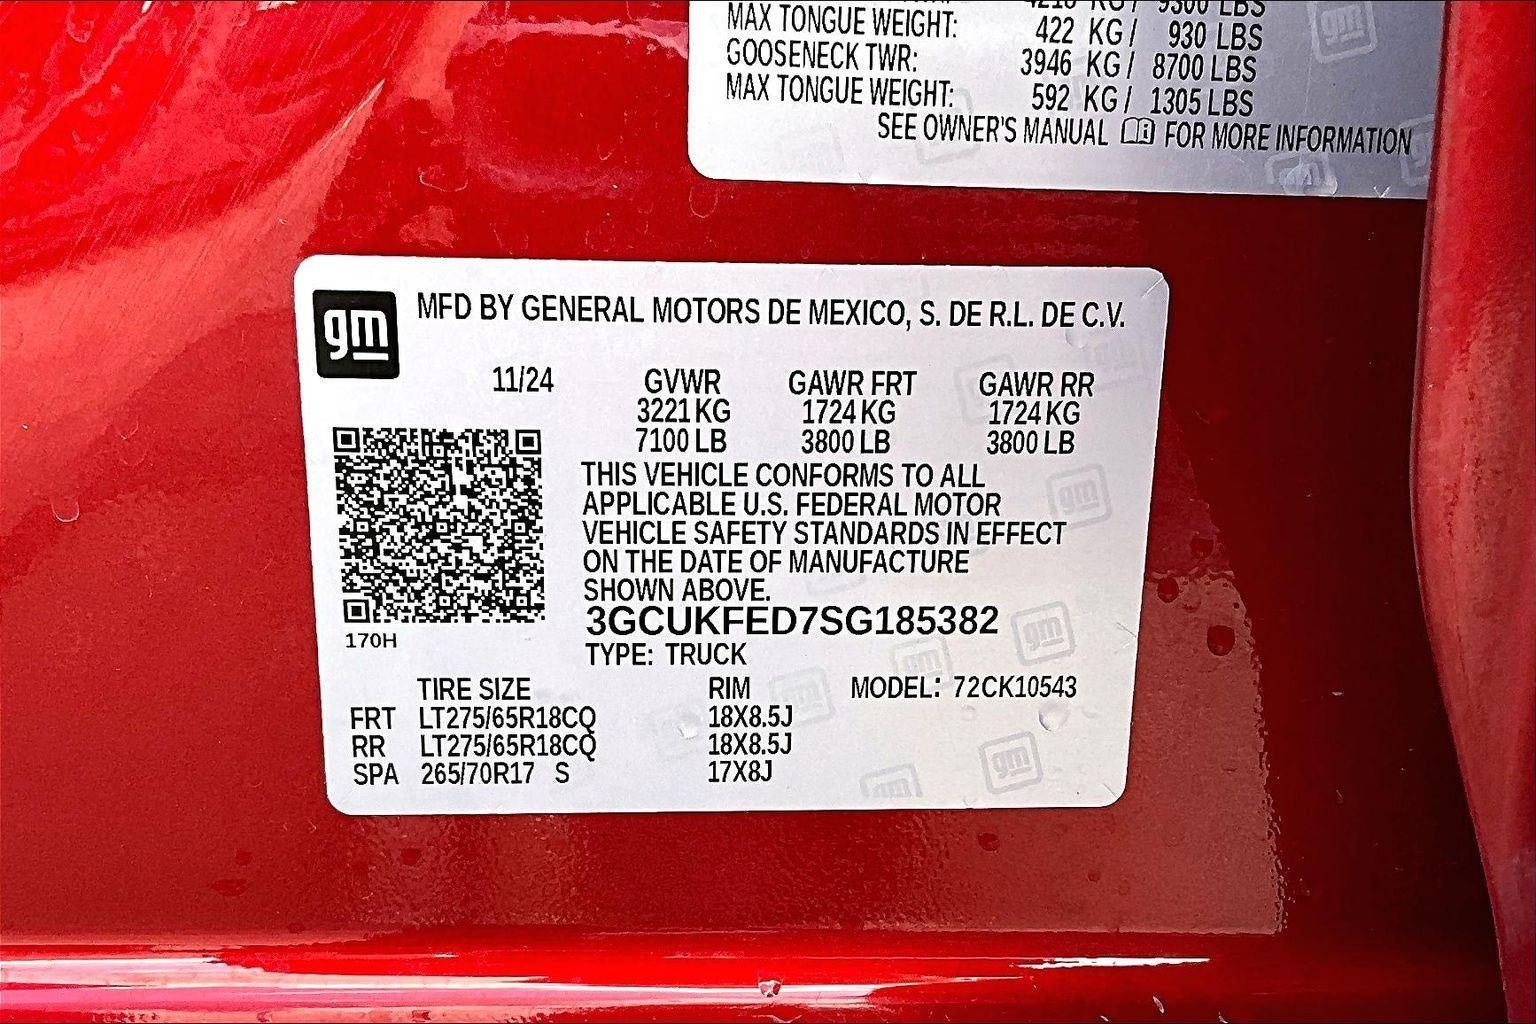 4218 KG / 9300 LBS
MAX TONGUE WEIGHT: 422 KG / 930 LBS
GOOSENECK TWR: 3946 KG / 8700 LBS
MAX TONGUE WEIGHT: 592 KG / 1305 LBS
SEE OWNER'S MANUAL FOR MORE INFORMATION
gm MFD BY GENERAL MOTORS DE MEXICO, S. DE R.L. DE C.V.
11/24 GVWR GAWR FRT GAWR RR
3221 KG 1724 KG 1724 KG
7100 LB 3800 LB 3800 LB
THIS VEHICLE CONFORMS TO ALL
APPLICABLE U.S. FEDERAL MOTOR
VEHICLE SAFETY STANDARDS IN EFFECT
ON THE DATE OF MANUFACTURE
SHOWN ABOVE.
3GCUKFED7SG185382
170H
TYPE: TRUCK
TIRE SIZE RIM MODEL: 72CK10543
FRT LT275/65R18CQ 18X8.5J
RR LT275/65R18CQ 18X8.5J
SPA 265/70R17 S 17X8J